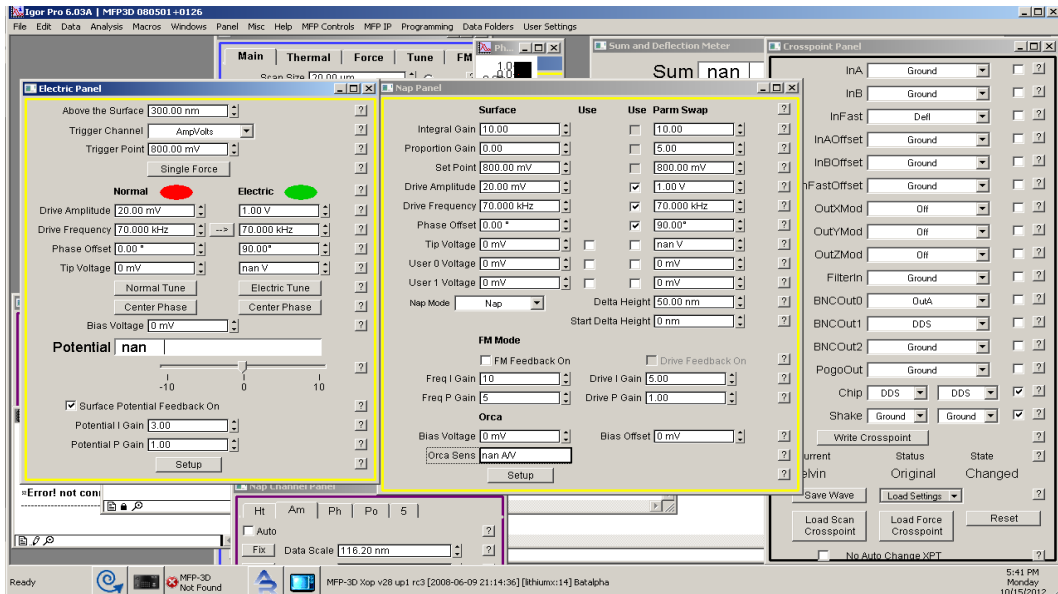 Igor Pro 6.03A | MFP3D 080501+0126
File Edit Data Analysis Macros Windows Panel Misc Help MFP Controls MFP IP Programming Data Folders User Settings
Main Thermal Force Tune FM
Scan Size 20.00 µm
Ph...
1.0
Sum and Deflection Meter
Sum nan
Electric Panel
Above the Surface 300.00 nm ?
Trigger Channel AmpVolts ?
Trigger Point 800.00 mV ?
Single Force ?
Normal Electric ?
Drive Amplitude 20.00 mV 1.00 V ?
Drive Frequency 70.000 kHz --> 70.000 kHz ?
Phase Offset 0.00 ° 90.00° ?
Tip Voltage 0 mV nan V ?
Normal Tune Electric Tune ?
Center Phase Center Phase ?
Bias Voltage 0 mV ?
Potential nan
-10 0 10 ?
Surface Potential Feedback On ?
Potential I Gain 3.00 ?
Potential P Gain 1.00 ?
Setup ?
Nap Panel
Surface Use Use Parm Swap ?
Integral Gain 10.00 10.00 ?
Proportion Gain 0.00 5.00 ?
Set Point 800.00 mV 800.00 mV ?
Drive Amplitude 20.00 mV 1.00 V ?
Drive Frequency 70.000 kHz 70.000 kHz ?
Phase Offset 0.00 ° 90.00° ?
Tip Voltage 0 mV nan V ?
User 0 Voltage 0 mV 0 mV ?
User 1 Voltage 0 mV 0 mV ?
Nap Mode Nap Delta Height 50.00 nm ?
Start Delta Height 0 nm ?
FM Mode
FM Feedback On Drive Feedback On ?
Freq I Gain 10 Drive I Gain 5.00 ?
Freq P Gain 5 Drive P Gain 1.00 ?
Orca
Bias Voltage 0 mV Bias Offset 0 mV ?
Orca Sens nan A/V ?
Setup ?
Crosspoint Panel
InA Ground ?
InB Ground ?
InFast Defl ?
InAOffset Ground ?
InBOffset Ground ?
nFastOffset Ground ?
OutXMod Off ?
OutYMod Off ?
OutZMod Off ?
FilterIn Ground ?
BNCOut0 OutA ?
BNCOut1 DDS ?
BNCOut2 Ground ?
PogoOut Ground ?
Chip DDS DDS ?
Shake Ground Ground ?
Write Crosspoint ?
urrent Status State
elvin Original Changed
Save Wave Load Settings
Load Scan Crosspoint Load Force Crosspoint Reset
No Auto Change XPT ?
¤Error! not con
Nap Channel Panel
Ht Am Ph Po 5
Auto ?
Fix Data Scale 116.20 nm ?
Ready
MFP-3D
Not Found
MFP-3D Xop v28 up1 rc3 [2008-06-09 21:14:36] [lithiumx:14] Batalpha
5:41 PM
Monday
10/15/2012